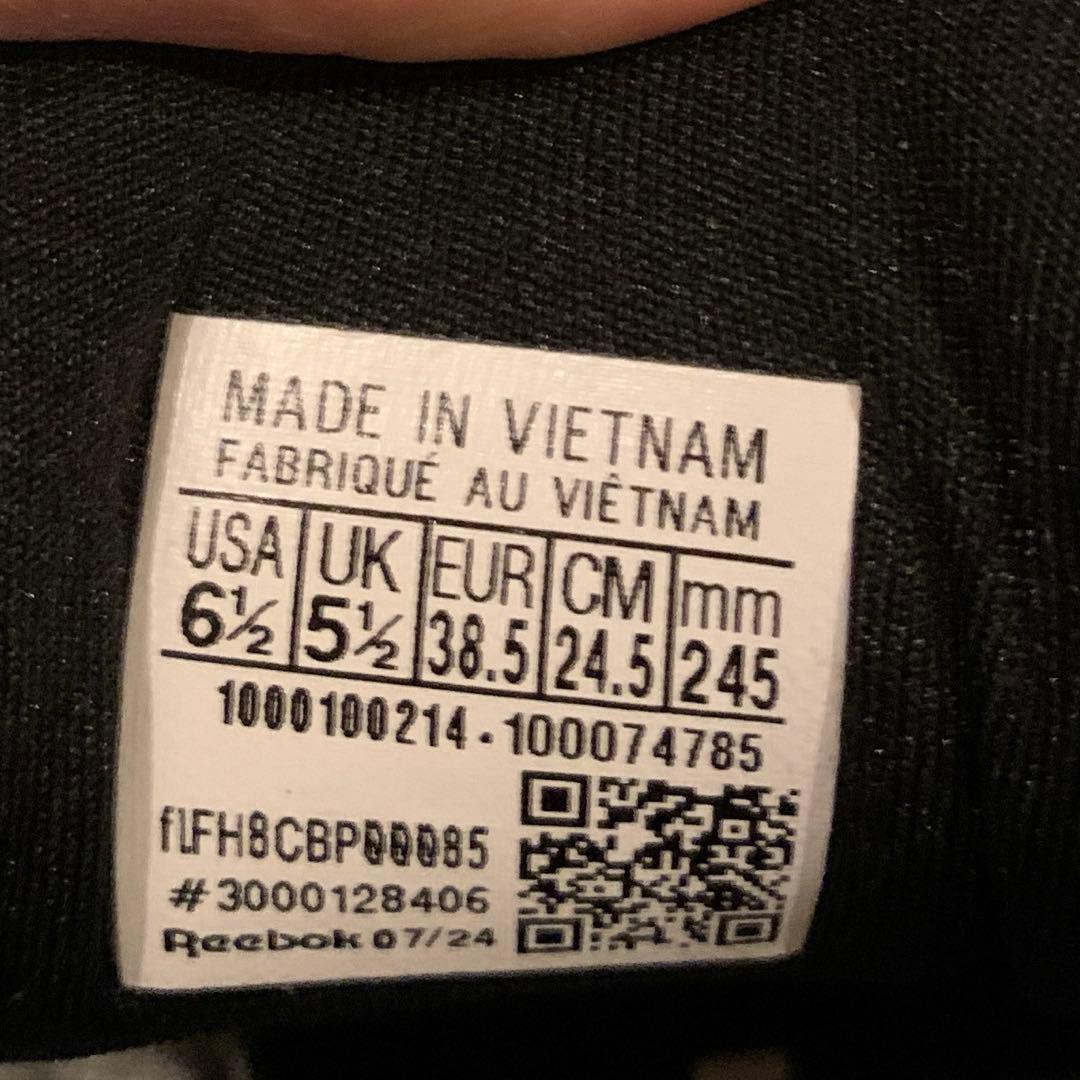 MADE IN VIETNAM
FABRIQUÉ AU VIÊTNAM
USA UK EUR CM mm
6½ 5½ 38.5 24.5 245
1000100214 - 100074785
flFH8CBP00085
#3000128406
Reebok 07/24